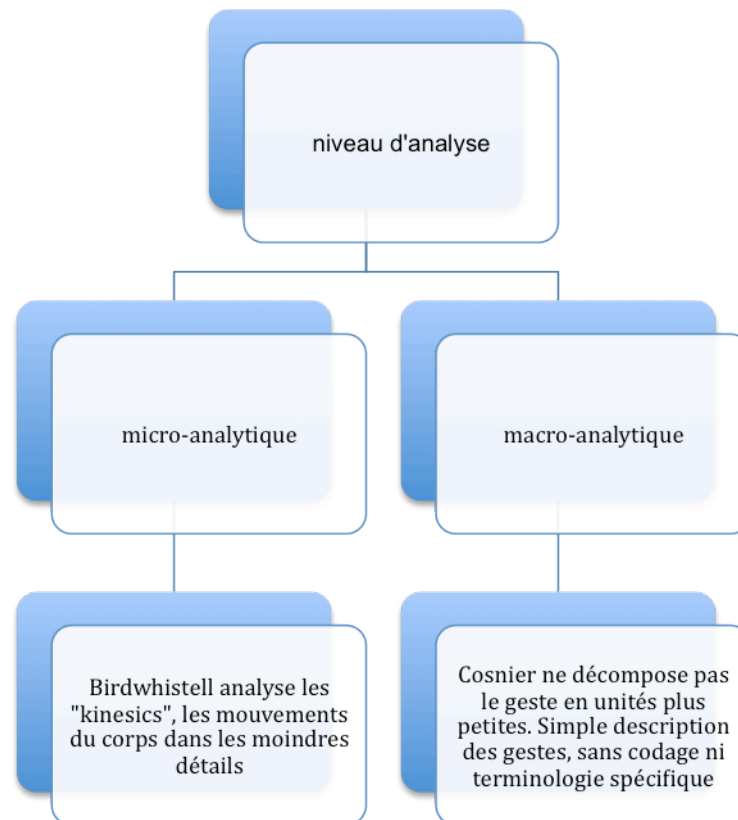 niveau d'analyse
micro-analytique
macro-analytique
Birdwhistell analyse les
"kinesics", les mouvements
du corps dans les moindres
détails
Cosnier ne décompose pas
le geste en unités plus
petites. Simple description
des gestes, sans codage ni
terminologie spécifique